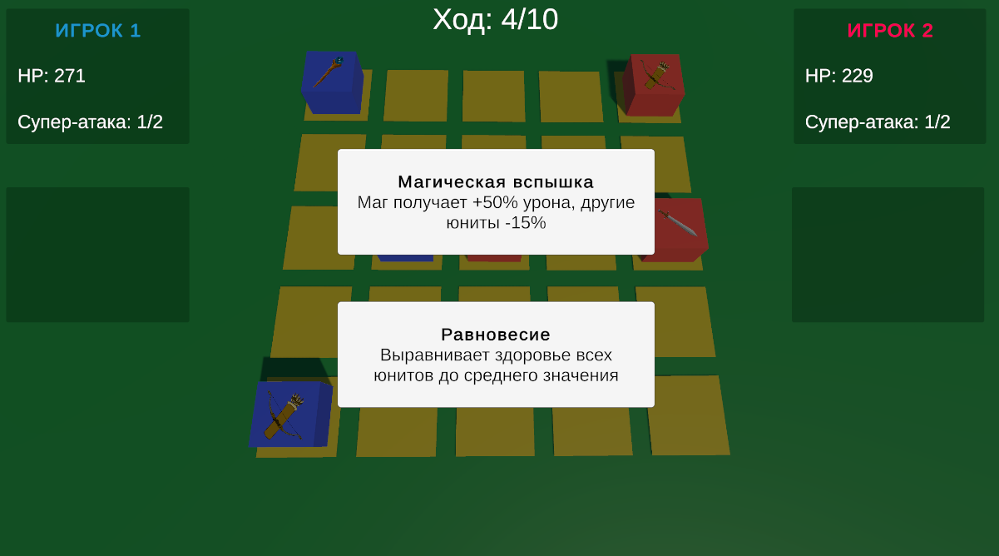 Ход: 4/10
ИГРОК 1
HP: 271
Супер-атака: 1/2
ИГРОК 2
HP: 229
Супер-атака: 1/2
Магическая вспышка
Маг получает +50% урона, другие
юниты -15%
Равновесие
Выравнивает здоровье всех
юнитов до среднего значения